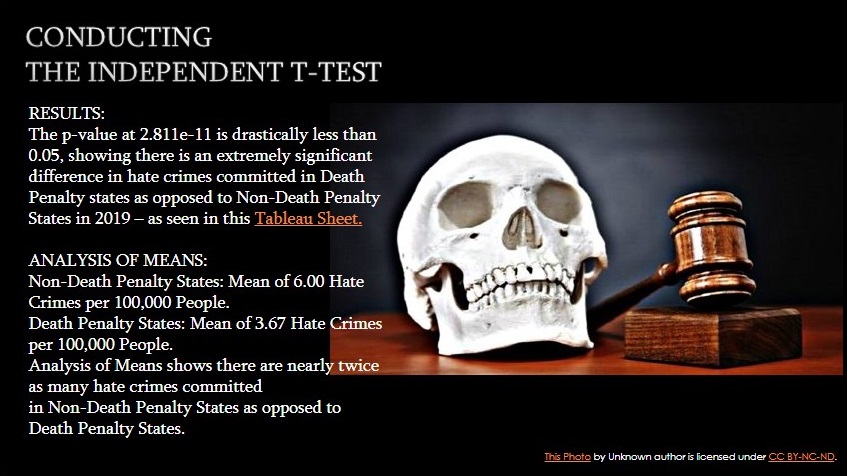 CONDUCTING
THE INDEPENDENT T-TEST
RESULTS:
The p-value at 2.811e-11 is drastically less than
0.05, showing there is an extremely significant
difference in hate crimes committed in Death
Penalty states as opposed to Non-Death Penalty
States in 2019 – as seen in this Tableau Sheet.
ANALYSIS OF MEANS:
Non-Death Penalty States: Mean of 6.00 Hate
Crimes per 100,000 People.
Death Penalty States: Mean of 3.67 Hate Crimes
per 100,000 People.
Analysis of Means shows there are nearly twice
as many hate crimes committed
in Non-Death Penalty States as opposed to
Death Penalty States.
This Photo by Unknown author is licensed under CC BY-NC-ND.